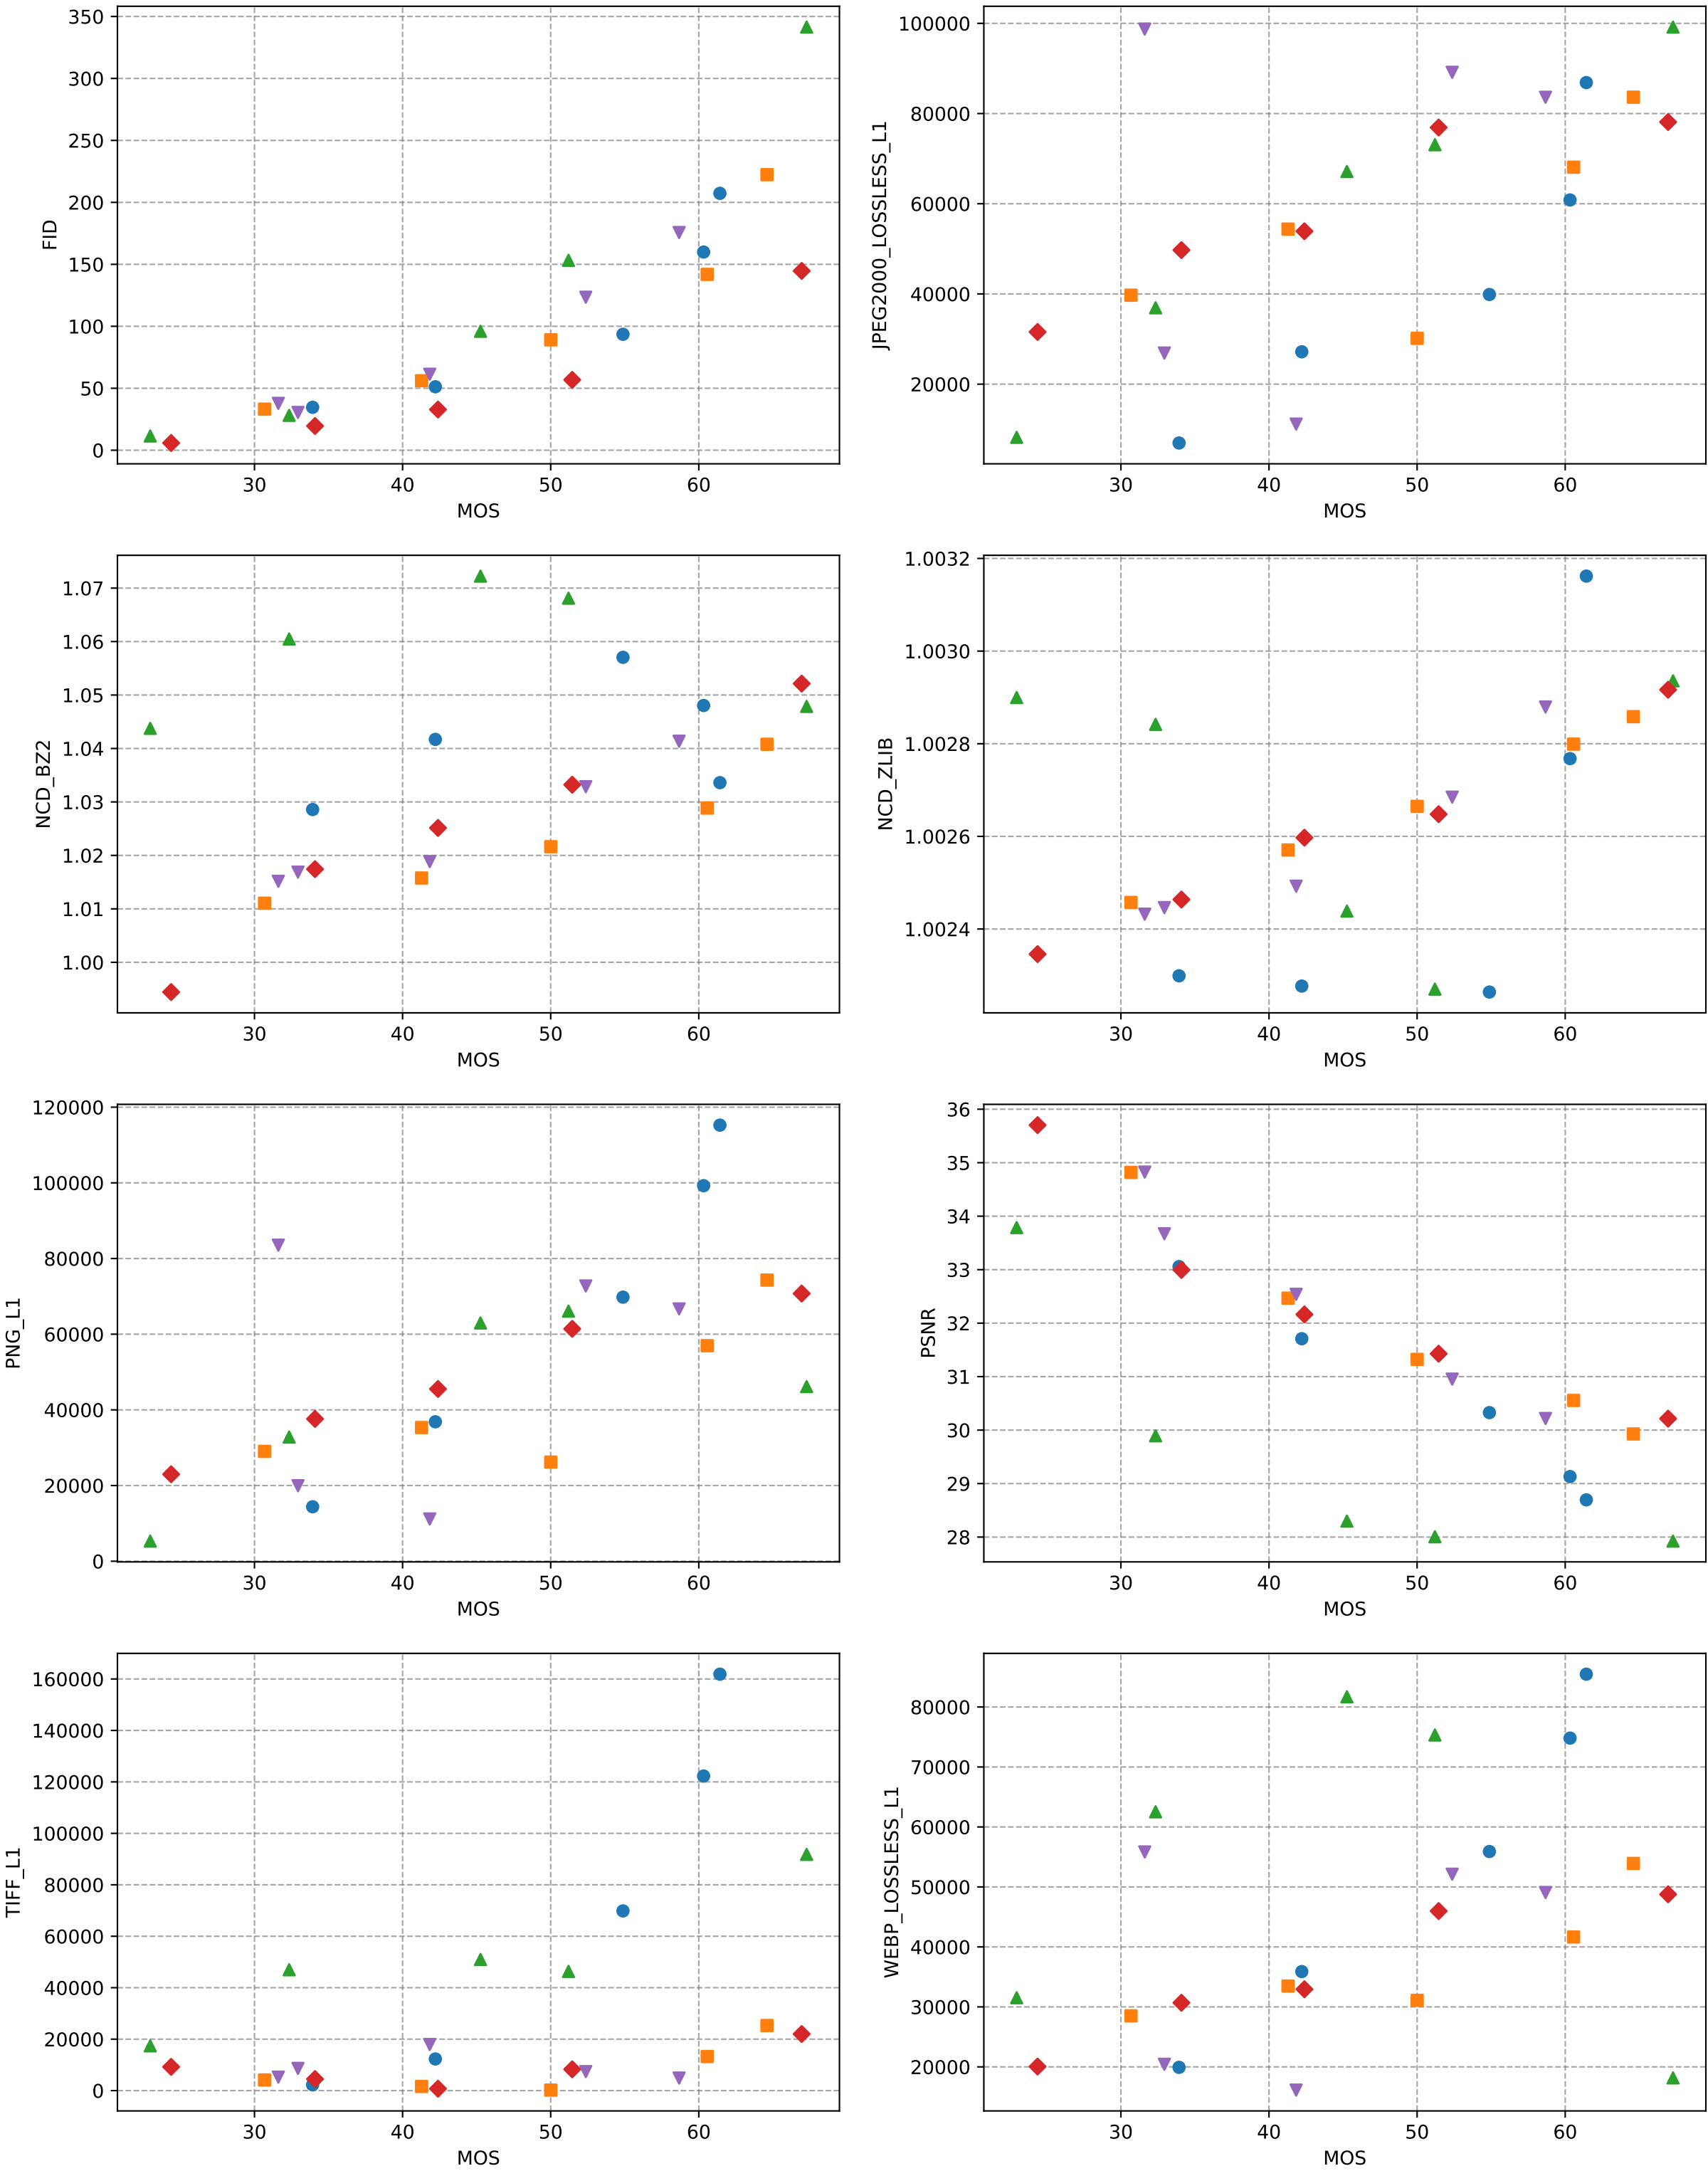 350
300
250
200
150
100
50
0
FID
30 40 50 60
MOS
100000
80000
60000
40000
20000
JPEG2000_LOSSLESS_L1
30 40 50 60
MOS
1.07
1.06
1.05
1.04
1.03
1.02
1.01
1.00
NCD_BZ2
30 40 50 60
MOS
1.0032
1.0030
1.0028
1.0026
1.0024
NCD_ZLIB
30 40 50 60
MOS
120000
100000
80000
60000
40000
20000
0
PNG_L1
30 40 50 60
MOS
36
35
34
33
32
31
30
29
28
PSNR
30 40 50 60
MOS
160000
140000
120000
100000
80000
60000
40000
20000
0
TIFF_L1
30 40 50 60
MOS
80000
70000
60000
50000
40000
30000
20000
WEBP_LOSSLESS_L1
30 40 50 60
MOS